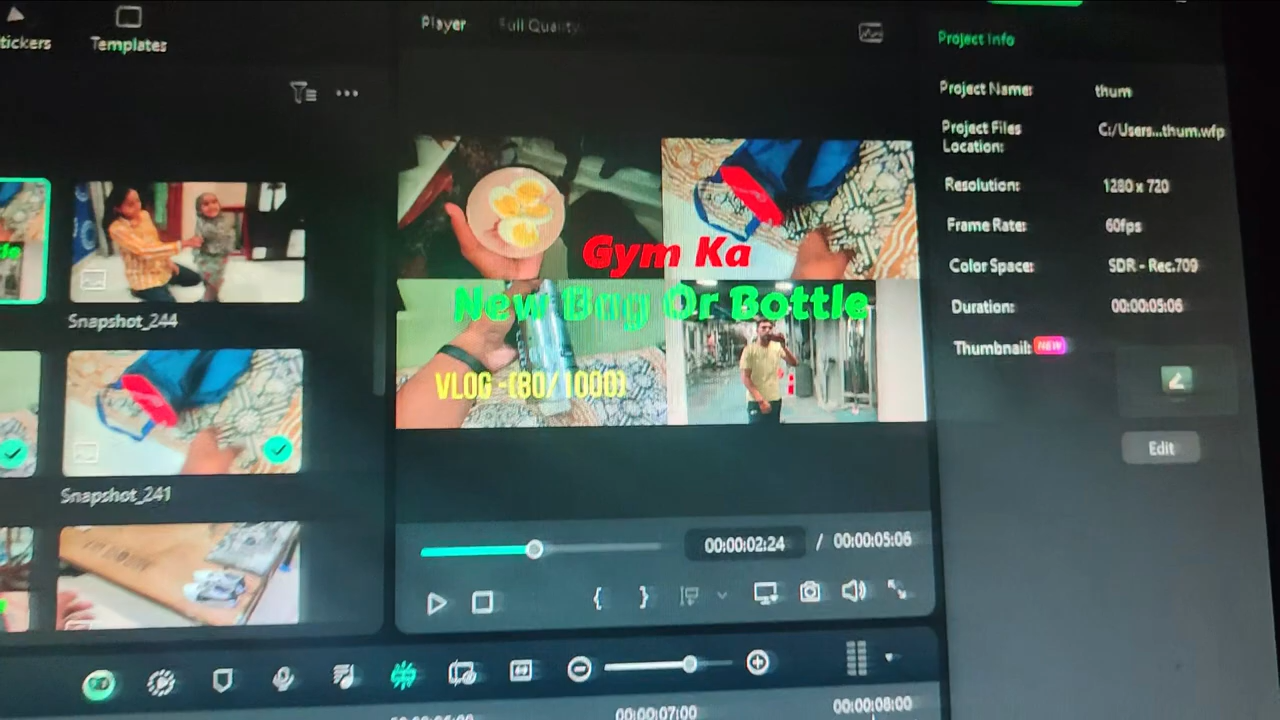 tickers
Templates
Snapshot_244
Snapshot_241
Player
Full Quality
Gym Ka
New Bag Or Bottle
VLOG -(80/1000)
00:00:02:24 / 00:00:05:06
Project Info
Project Name: thum
Project Files Location: C:/Users...thum.wfp
Resolution: 1280 x 720
Frame Rate: 60fps
Color Space: SDR - Rec.709
Duration: 00:00:05:06
Thumbnail: NEW
Edit
00:00:07:00
00:00:08:00